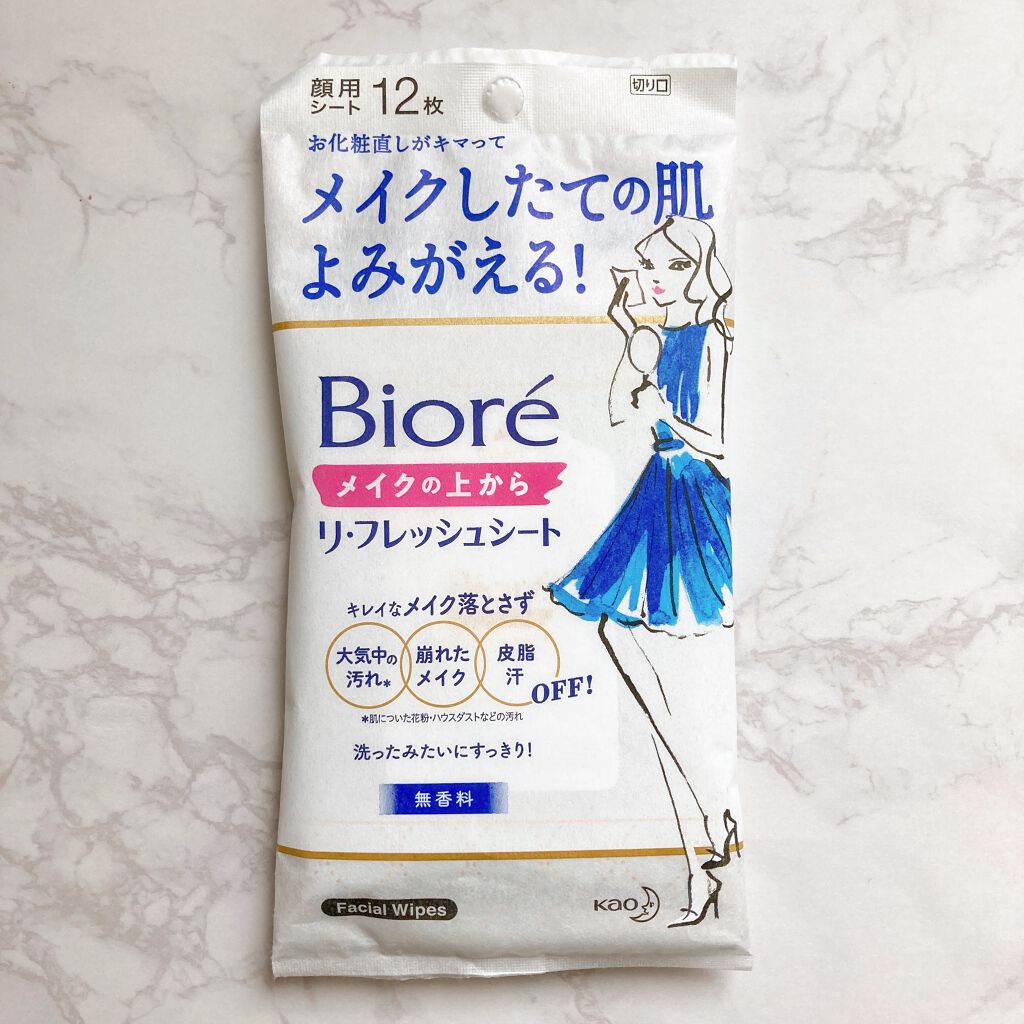 顔用
シート 12枚
切り口
お化粧直しがキマって
メイクしたての肌
よみがえる!
Bioré
メイクの上から
リ・フレッシュシート
キレイなメイク落とさず
大気中の
汚れ*
崩れた
メイク
皮脂
汗
OFF!
*肌についた花粉・ハウスダストなどの汚れ
洗ったみたいにすっきり!
無香料
Facial Wipes
Kao